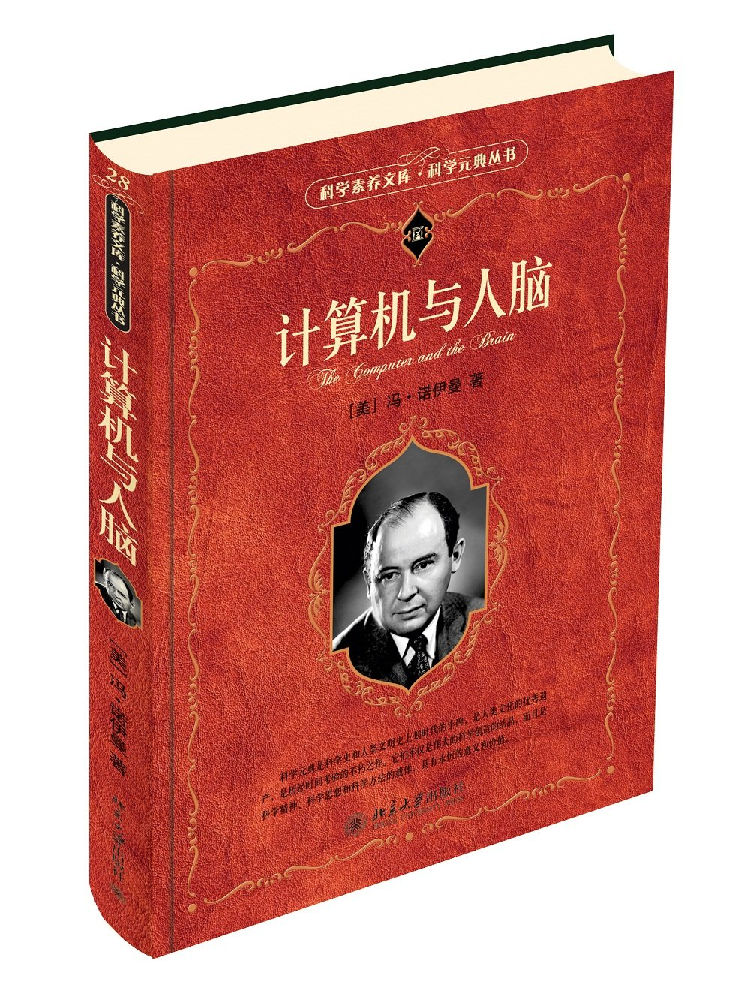 科学素养文库·科学元典丛书
计算机与人脑
The Computer and the Brain
[美] 冯·诺伊曼 著
科学元典是科学史和人类文明史上划时代的丰碑，是人类文化的优秀遗
产，是历经时间考验的不朽之作。它们不仅是伟大的科学创造的结晶，而且是
科学精神、科学思想和科学方法的载体，具有永恒的意义和价值。
北京大学出版社
PEKING UNIVERSITY PRESS
28
科学素养文库·科学元典丛书
计算机与人脑
[美] 冯·诺伊曼 著
北京大学出版社